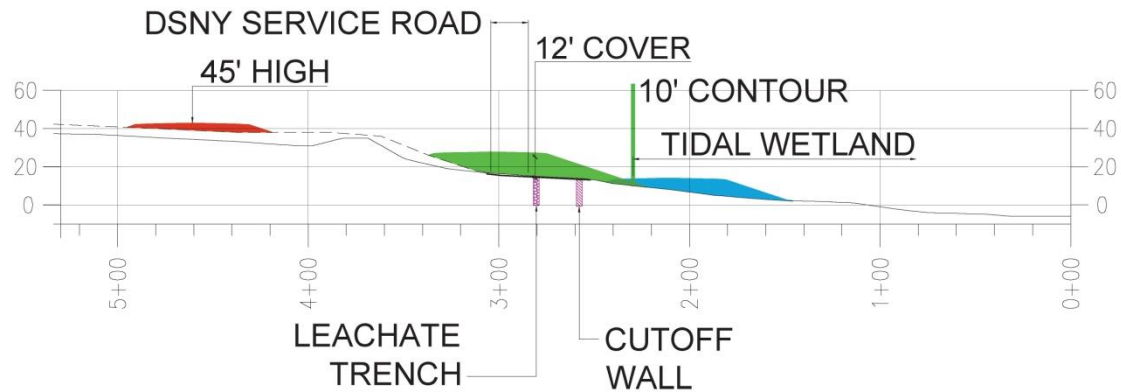 DSNY SERVICE ROAD
12' COVER
45' HIGH
10' CONTOUR
TIDAL WETLAND
60
40
20
0
60
40
20
0
5+00
4+00
3+00
2+00
1+00
0+00
LEACHATE
TRENCH
CUTOFF
WALL